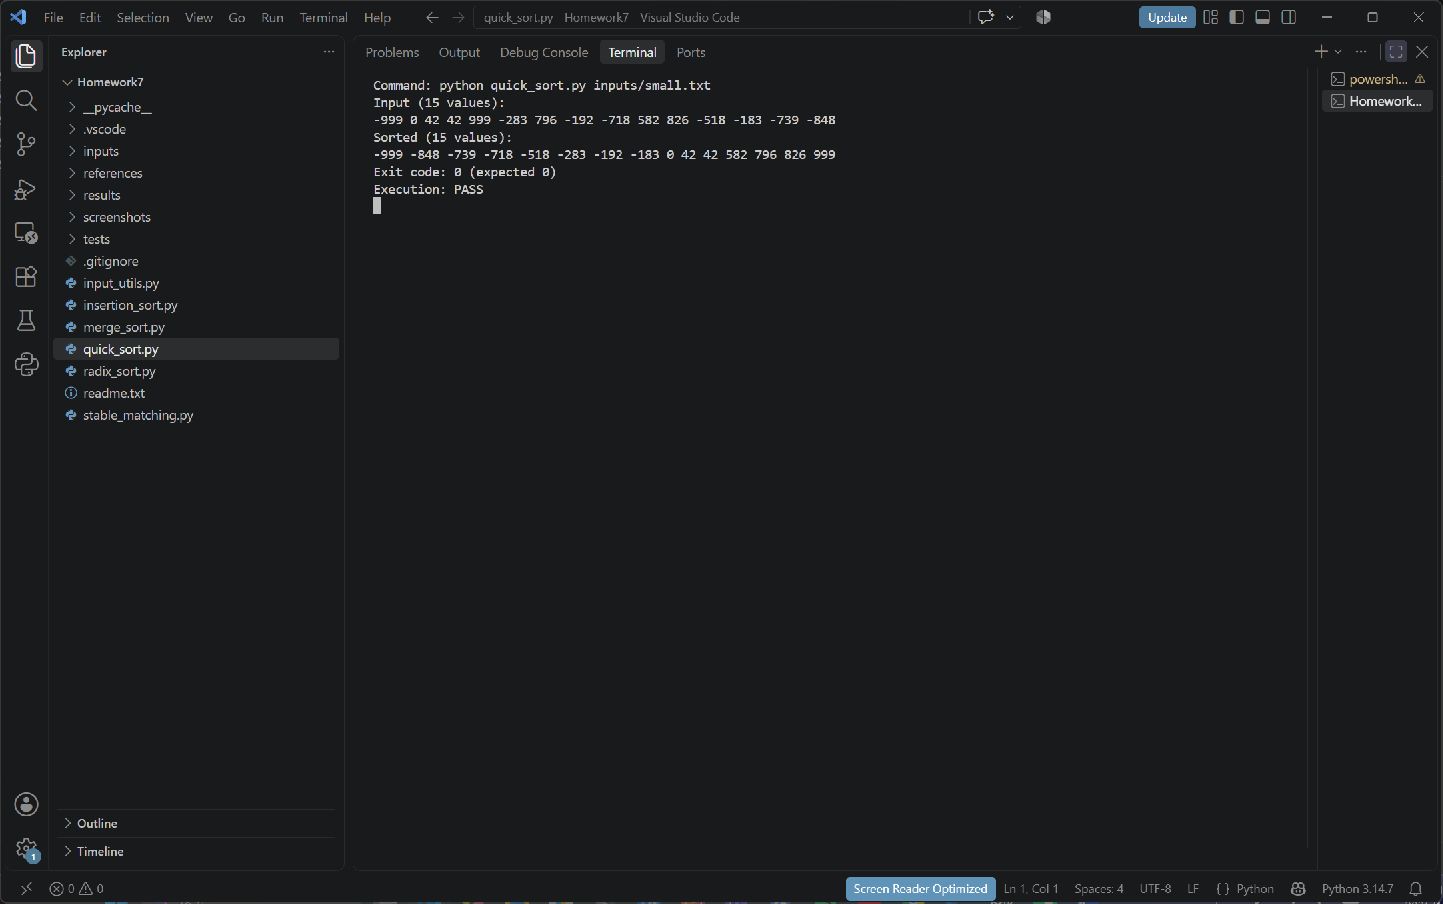 File Edit Selection View Go Run Terminal Help quick_sort.py Homework7 Visual Studio Code Update
Explorer
Homework7
__pycache__
.vscode
inputs
references
results
screenshots
tests
.gitignore
input_utils.py
insertion_sort.py
merge_sort.py
quick_sort.py
radix_sort.py
readme.txt
stable_matching.py
Outline
Timeline
Problems Output Debug Console Terminal Ports
Command: python quick_sort.py inputs/small.txt
Input (15 values):
-999 0 42 42 999 -283 796 -192 -718 582 826 -518 -183 -739 -848
Sorted (15 values):
-999 -848 -739 -718 -518 -283 -192 -183 0 42 42 582 796 826 999
Exit code: 0 (expected 0)
Execution: PASS
powersh...
Homework...
1
0 0 Screen Reader Optimized Ln 1, Col 1 Spaces: 4 UTF-8 LF {} Python Python 3.14.7